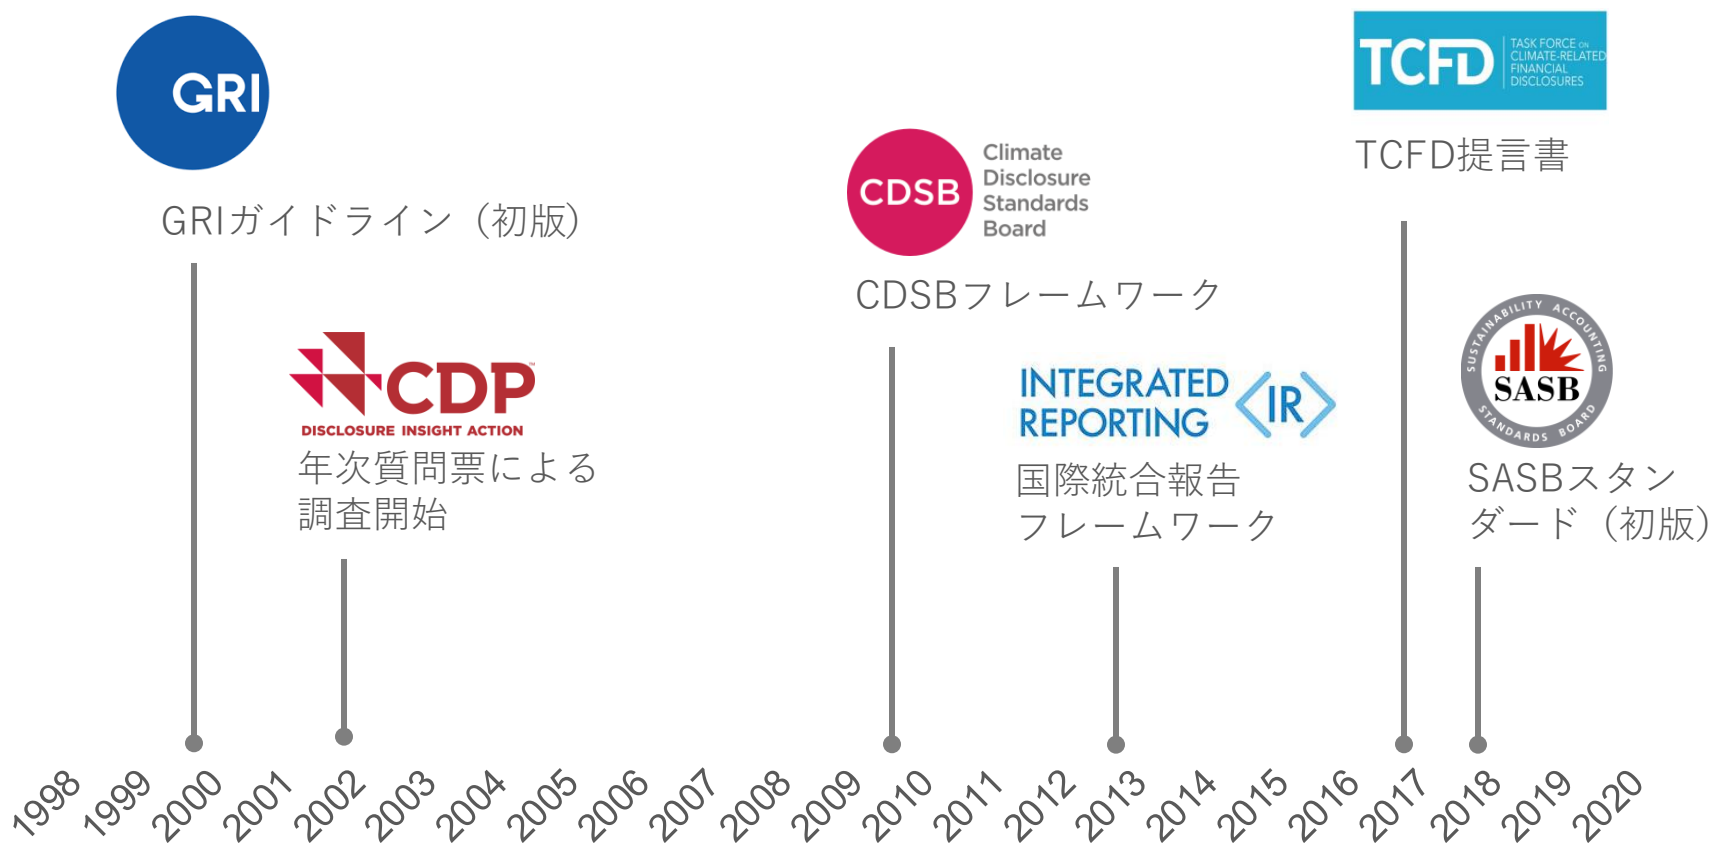 GRI
GRIガイドライン（初版）
CDP
DISCLOSURE INSIGHT ACTION
年次質問票による
調査開始
CDSB
Climate
Disclosure
Standards
Board
CDSBフレームワーク
INTEGRATED
REPORTING
<IR>
国際統合報告
フレームワーク
TCFD
TASK FORCE ON
CLIMATE-RELATED
FINANCIAL
DISCLOSURES
TCFD提言書
SUSTAINABILITY ACCOUNTING
SASB
STANDARDS BOARD
SASBスタン
ダード（初版）
1998
1999
2000
2001
2002
2003
2004
2005
2006
2007
2008
2009
2010
2011
2012
2013
2014
2015
2016
2017
2018
2019
2020